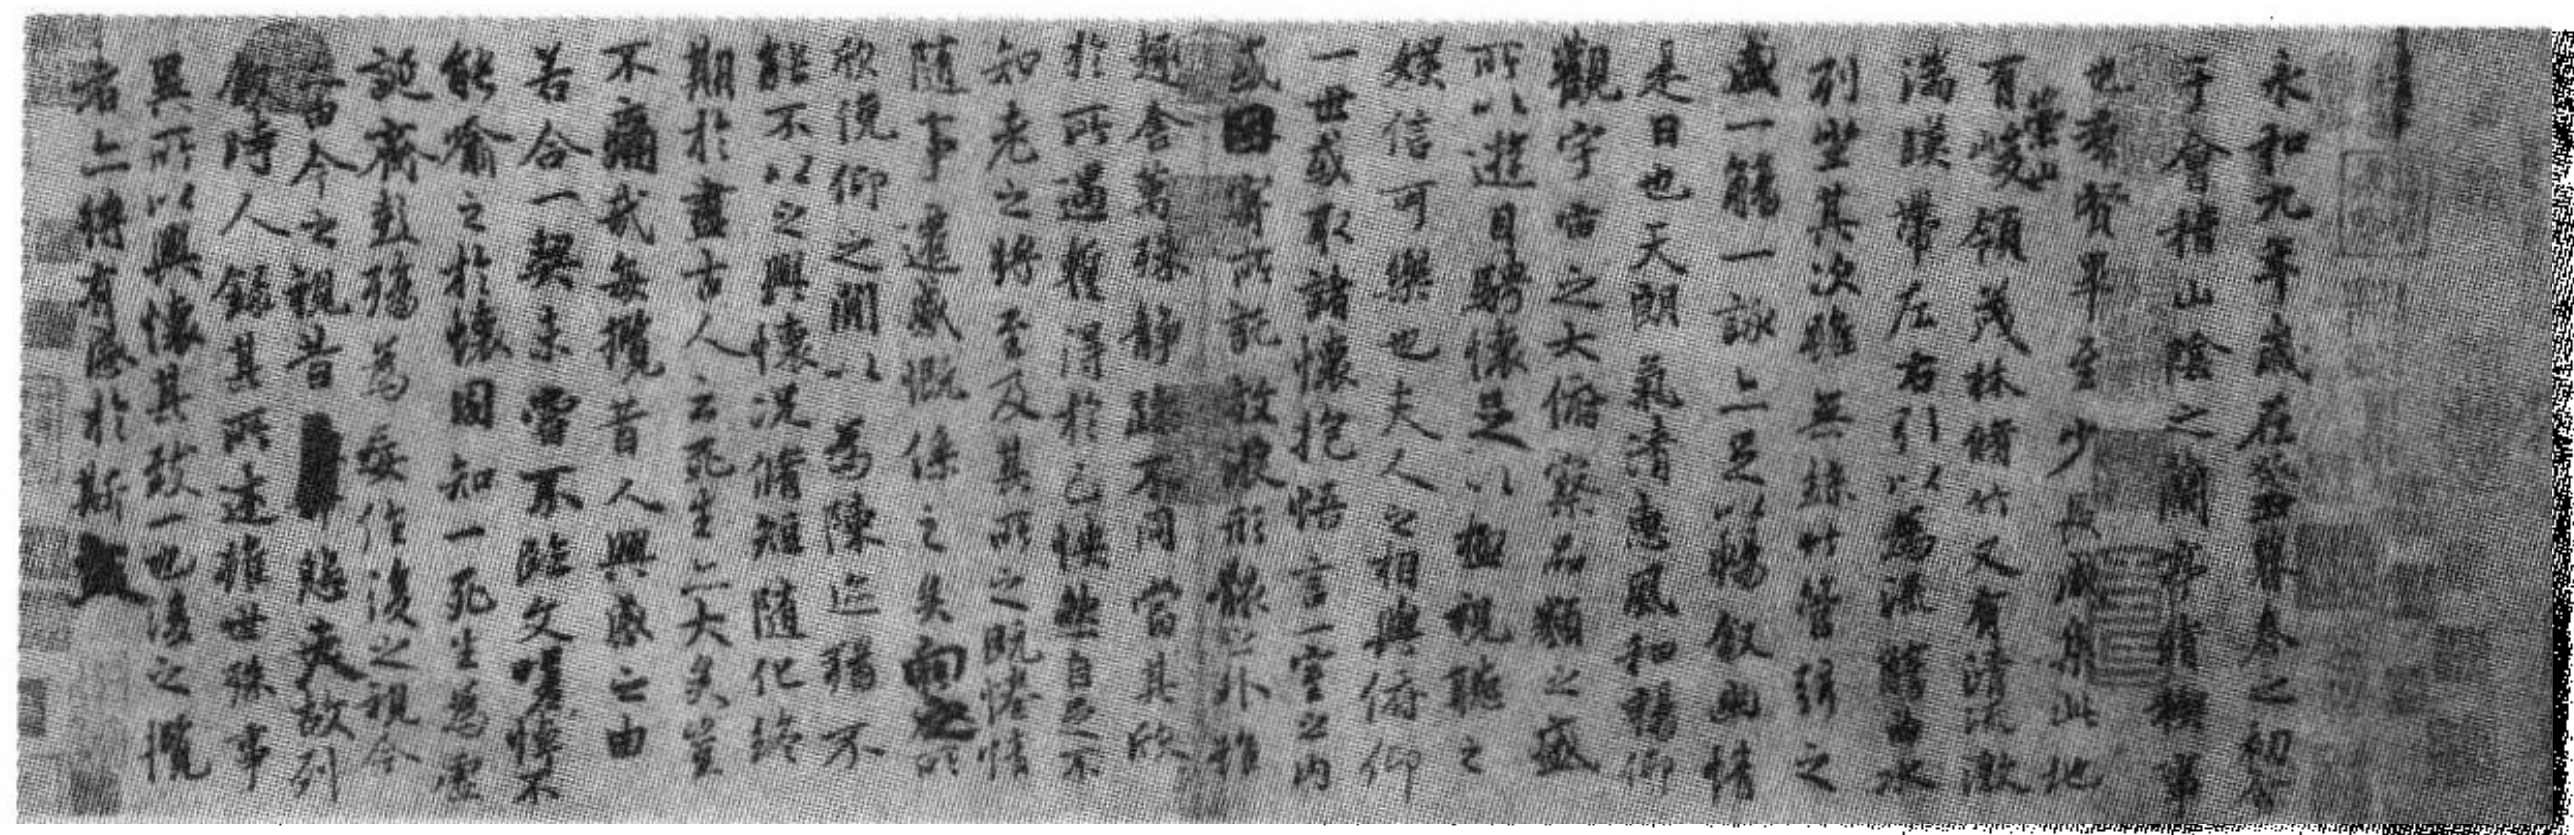 永和九年歲在癸丑暮春之初會
于會稽山陰之蘭亭脩稧事
也羣賢畢至少長咸集此地
有崇山峻領茂林脩竹又有清流激
湍暎帶左右引以為流觴曲水
列坐其次雖無絲竹管弦之
盛一觴一詠亦足以暢敘幽情
是日也天朗氣清惠風和暢仰
觀宇宙之大俯察品類之盛
所以遊目騁懷足以極視聽之
娛信可樂也夫人之相與俯仰
一世或取諸懷抱悟言一室之內
或因寄所託放浪形骸之外雖
趣舍萬殊靜躁不同當其欣
於所遇蹔得於己怏然自足不
知老之將至及其所之既惓情
隨事遷感慨係之矣向之所
欣俛仰之閒以為陳迹猶不
能不以之興懷況脩短隨化終
期於盡古人云死生亦大矣豈
不痛哉每攬昔人興感之由
若合一契未嘗不臨文嗟悼不
能喻之於懷固知一死生為虛
誕齊彭殤為妄作後之視今
亦由今之視昔悲夫故列
敘時人錄其所述雖世殊事
異所以興懷其致一也後之攬
者亦將有感於斯文